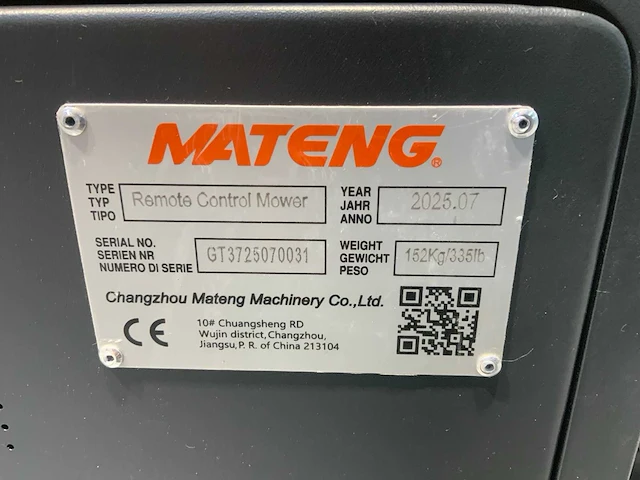 MATENG®
TYPE
TYP
TIPO
Remote Control Mower
YEAR
JAHR
ANNO
2025.07
SERIAL NO.
SERIEN NR
NUMERO DI SERIE
GT3725070031
WEIGHT
GEWICHT
PESO
152Kg/335lb
Changzhou Mateng Machinery Co.,Ltd.
CE
10# Chuangsheng RD
Wujin district,Changzhou,
Jiangsu,P. R. of China 213104